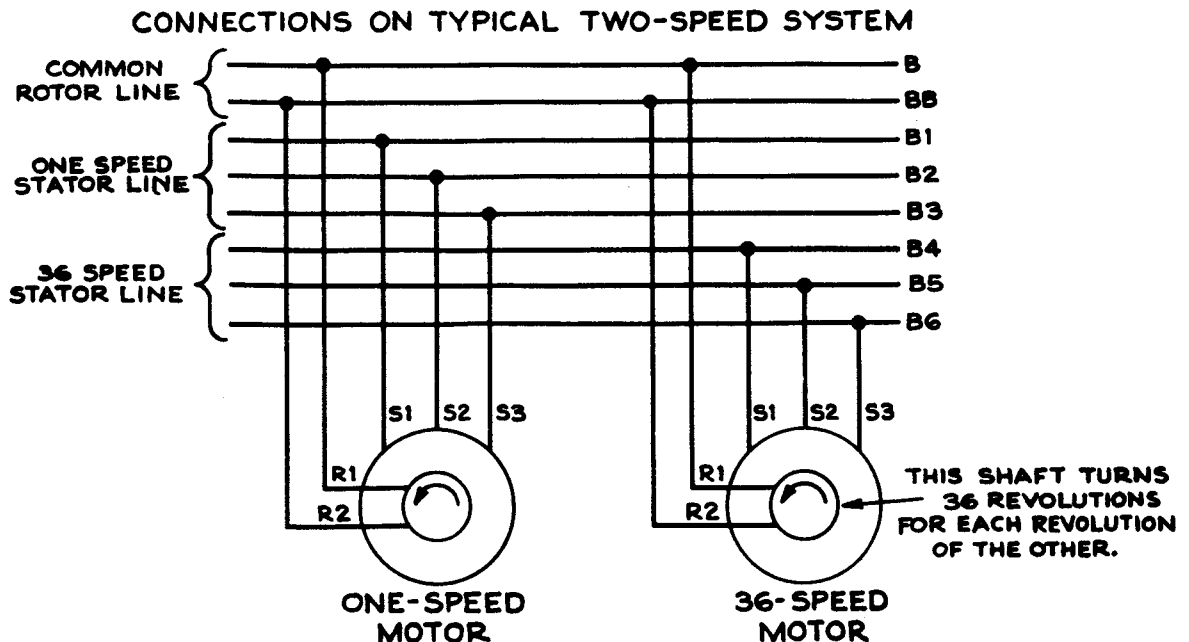 CONNECTIONS ON TYPICAL TWO-SPEED SYSTEM
COMMON
ROTOR LINE
B
BB
ONE SPEED
STATOR LINE
B1
B2
B3
36 SPEED
STATOR LINE
B4
B5
B6
S1
S2
S3
R1
R2
S1
S2
S3
R1
R2
THIS SHAFT TURNS
36 REVOLUTIONS
FOR EACH REVOLUTION
OF THE OTHER.
ONE-SPEED
MOTOR
36-SPEED
MOTOR